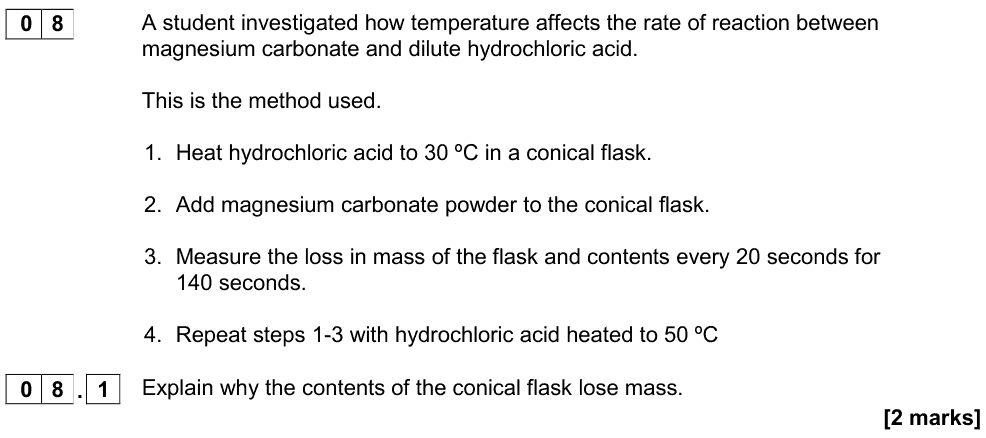 0 8 A student investigated how temperature affects the rate of reaction between
magnesium carbonate and dilute hydrochloric acid.
This is the method used.
1. Heat hydrochloric acid to 30 ºC in a conical flask.
2. Add magnesium carbonate powder to the conical flask.
3. Measure the loss in mass of the flask and contents every 20 seconds for
140 seconds.
4. Repeat steps 1-3 with hydrochloric acid heated to 50 ºC
0 8 . 1 Explain why the contents of the conical flask lose mass.
[2 marks]